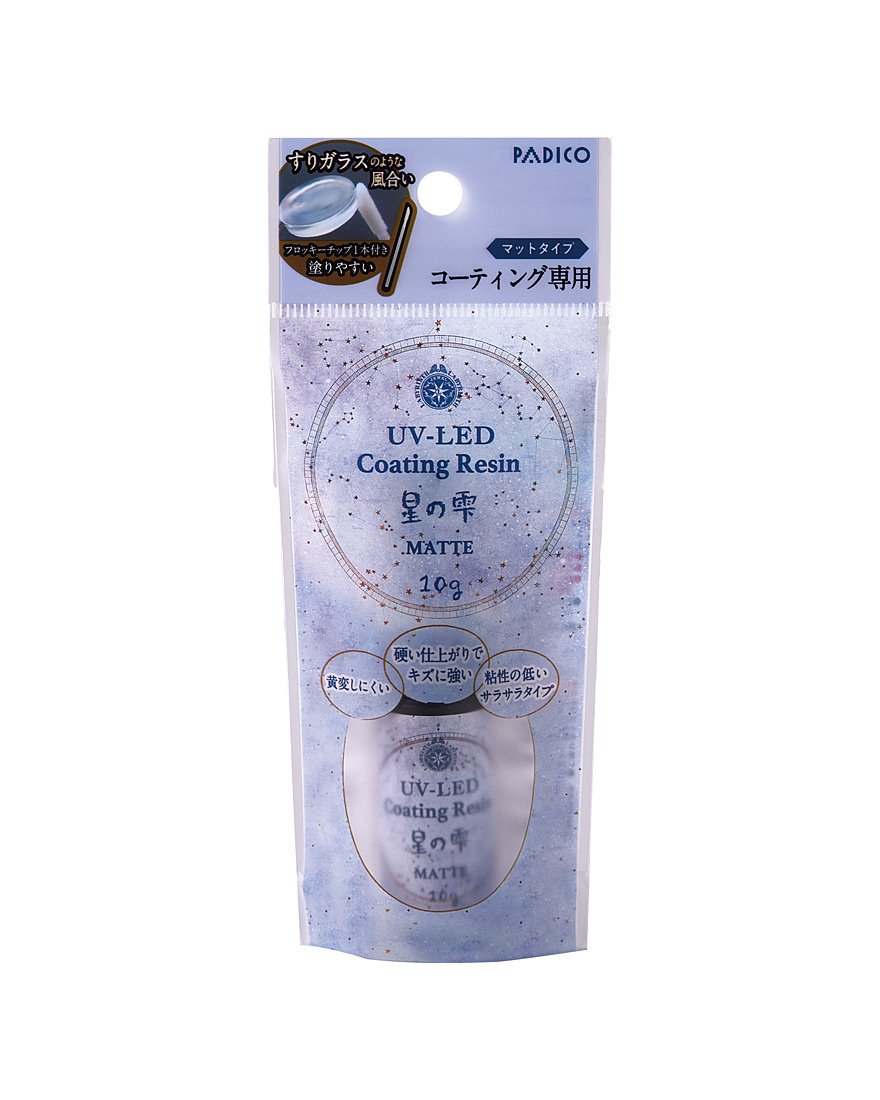 PADICO
すりガラスのような
風合い
フロッキーチップ1本付き
塗りやすい
マットタイプ
コーティング専用
LABYRINTH LABYRINTH
UV-LED
Coating Resin
星の雫
MATTE
10g
硬い仕上がりで
キズに強い
黄変しにくい
粘性の低い
サラサラタイプ
UV-LED
Coating Resin
星の雫
MATTE
10g